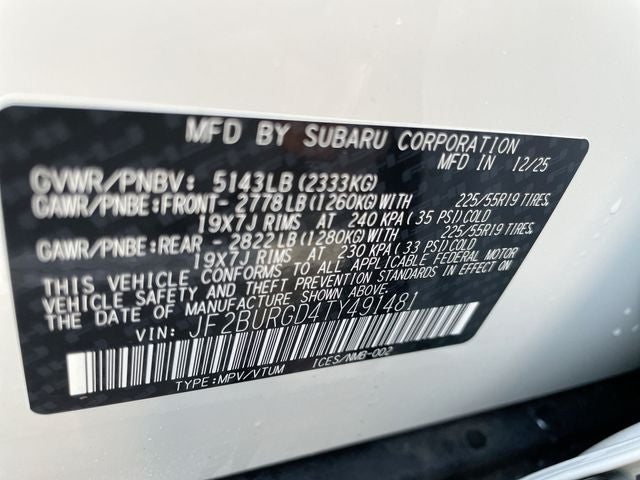 MFD BY SUBARU CORPORATION
MFD IN 12/25
GVWR/PNBV: 5143LB (2333KG)
GAWR/PNBE:FRONT- 2778LB (1260KG)WITH 225/55R19 TIRES,
19X7J RIMS AT 240 KPA( 35 PSI)COLD
GAWR/PNBE:REAR - 2822LB (1280KG)WITH 225/55R19 TIRES,
19X7J RIMS AT 230 KPA( 33 PSI)COLD
THIS VEHICLE CONFORMS TO ALL APPLICABLE FEDERAL MOTOR
VEHICLE SAFETY AND THEFT PREVENTION STANDARDS IN EFFECT ON
THE DATE OF MANUFACTURE SHOWN ABOVE.
VIN: JF2BURGD4TY491481
ICES/NMB-002
TYPE:MPV/VTUM